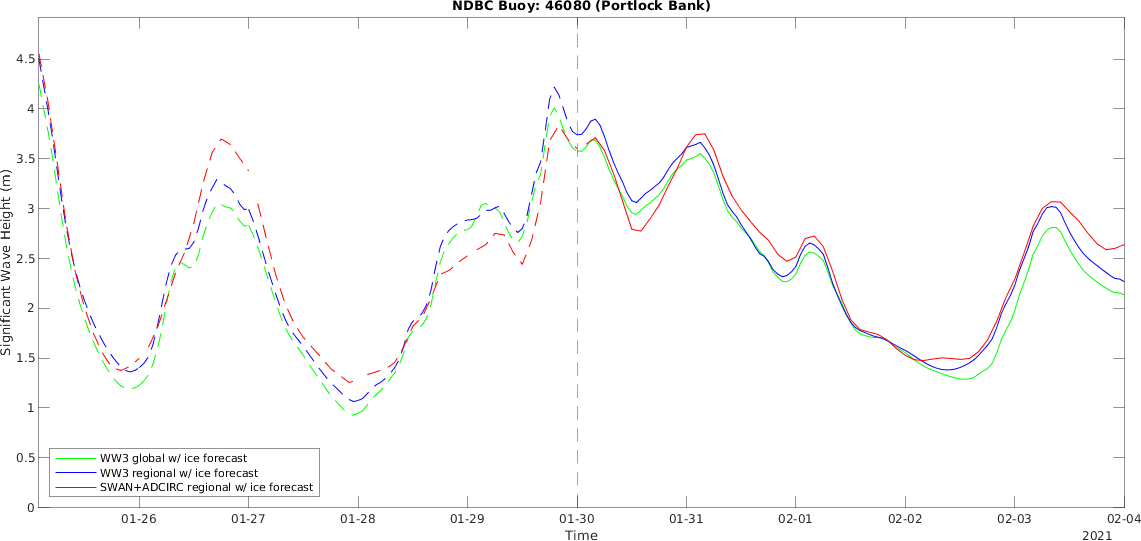 NDBC Buoy: 46080 (Portlock Bank)
Significant Wave Height (m)
4.5
4
3.5
3
2.5
2
1.5
1
0.5
0
WW3 global w/ ice forecast
WW3 regional w/ ice forecast
SWAN+ADCIRC regional w/ ice forecast
01-26 01-27 01-28 01-29 01-30 01-31 02-01 02-02 02-03 02-04
Time
2021